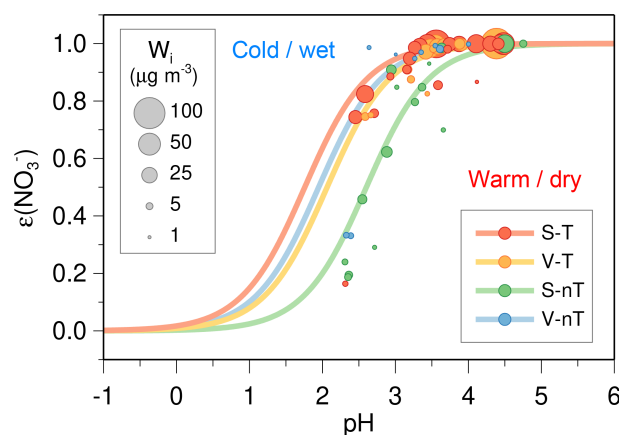 ε(NO₃⁻)
1.0
0.8
0.6
0.4
0.2
0.0
Wᵢ
(µg m⁻³)
100
50
25
5
1
Cold / wet
Warm / dry
S-T
V-T
S-nT
V-nT
-1 0 1 2 3 4 5 6
pH